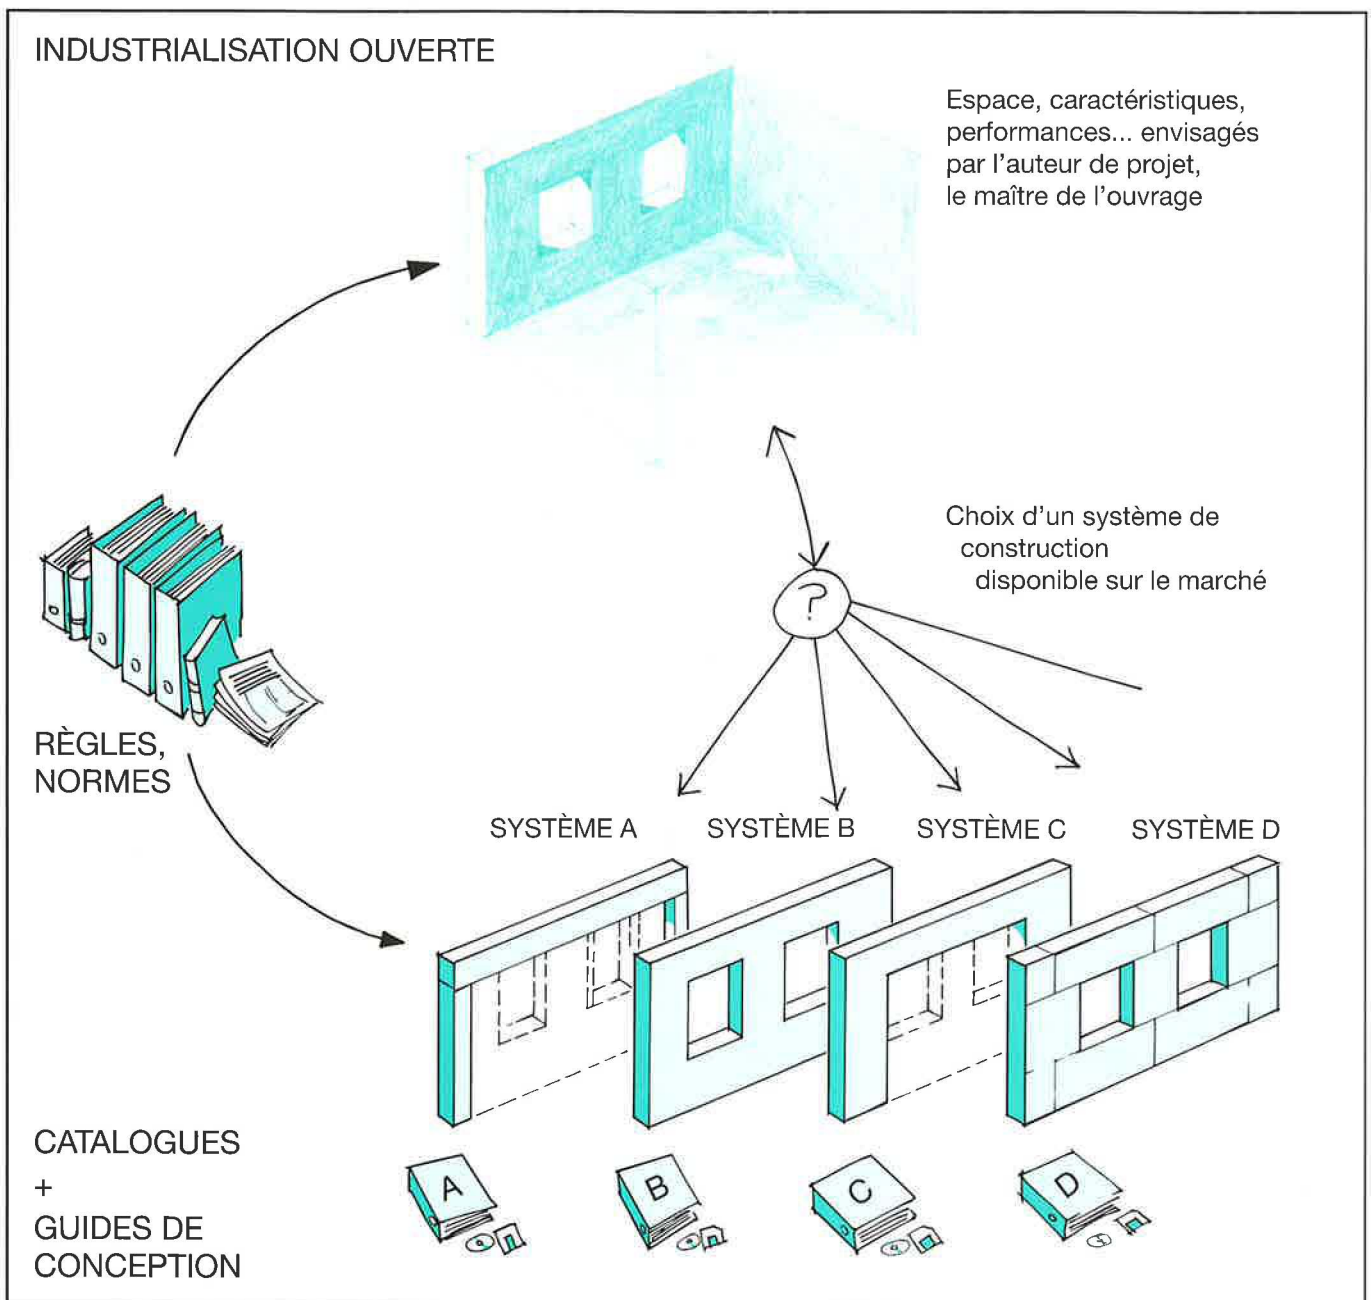 INDUSTRIALISATION OUVERTE
Espace, caractéristiques,
performances... envisagés
par l'auteur de projet,
le maître de l'ouvrage
Choix d'un système de
construction
disponible sur le marché
?
RÈGLES,
NORMES
SYSTÈME A SYSTÈME B SYSTÈME C SYSTÈME D
CATALOGUES
+
GUIDES DE
CONCEPTION
A B C D